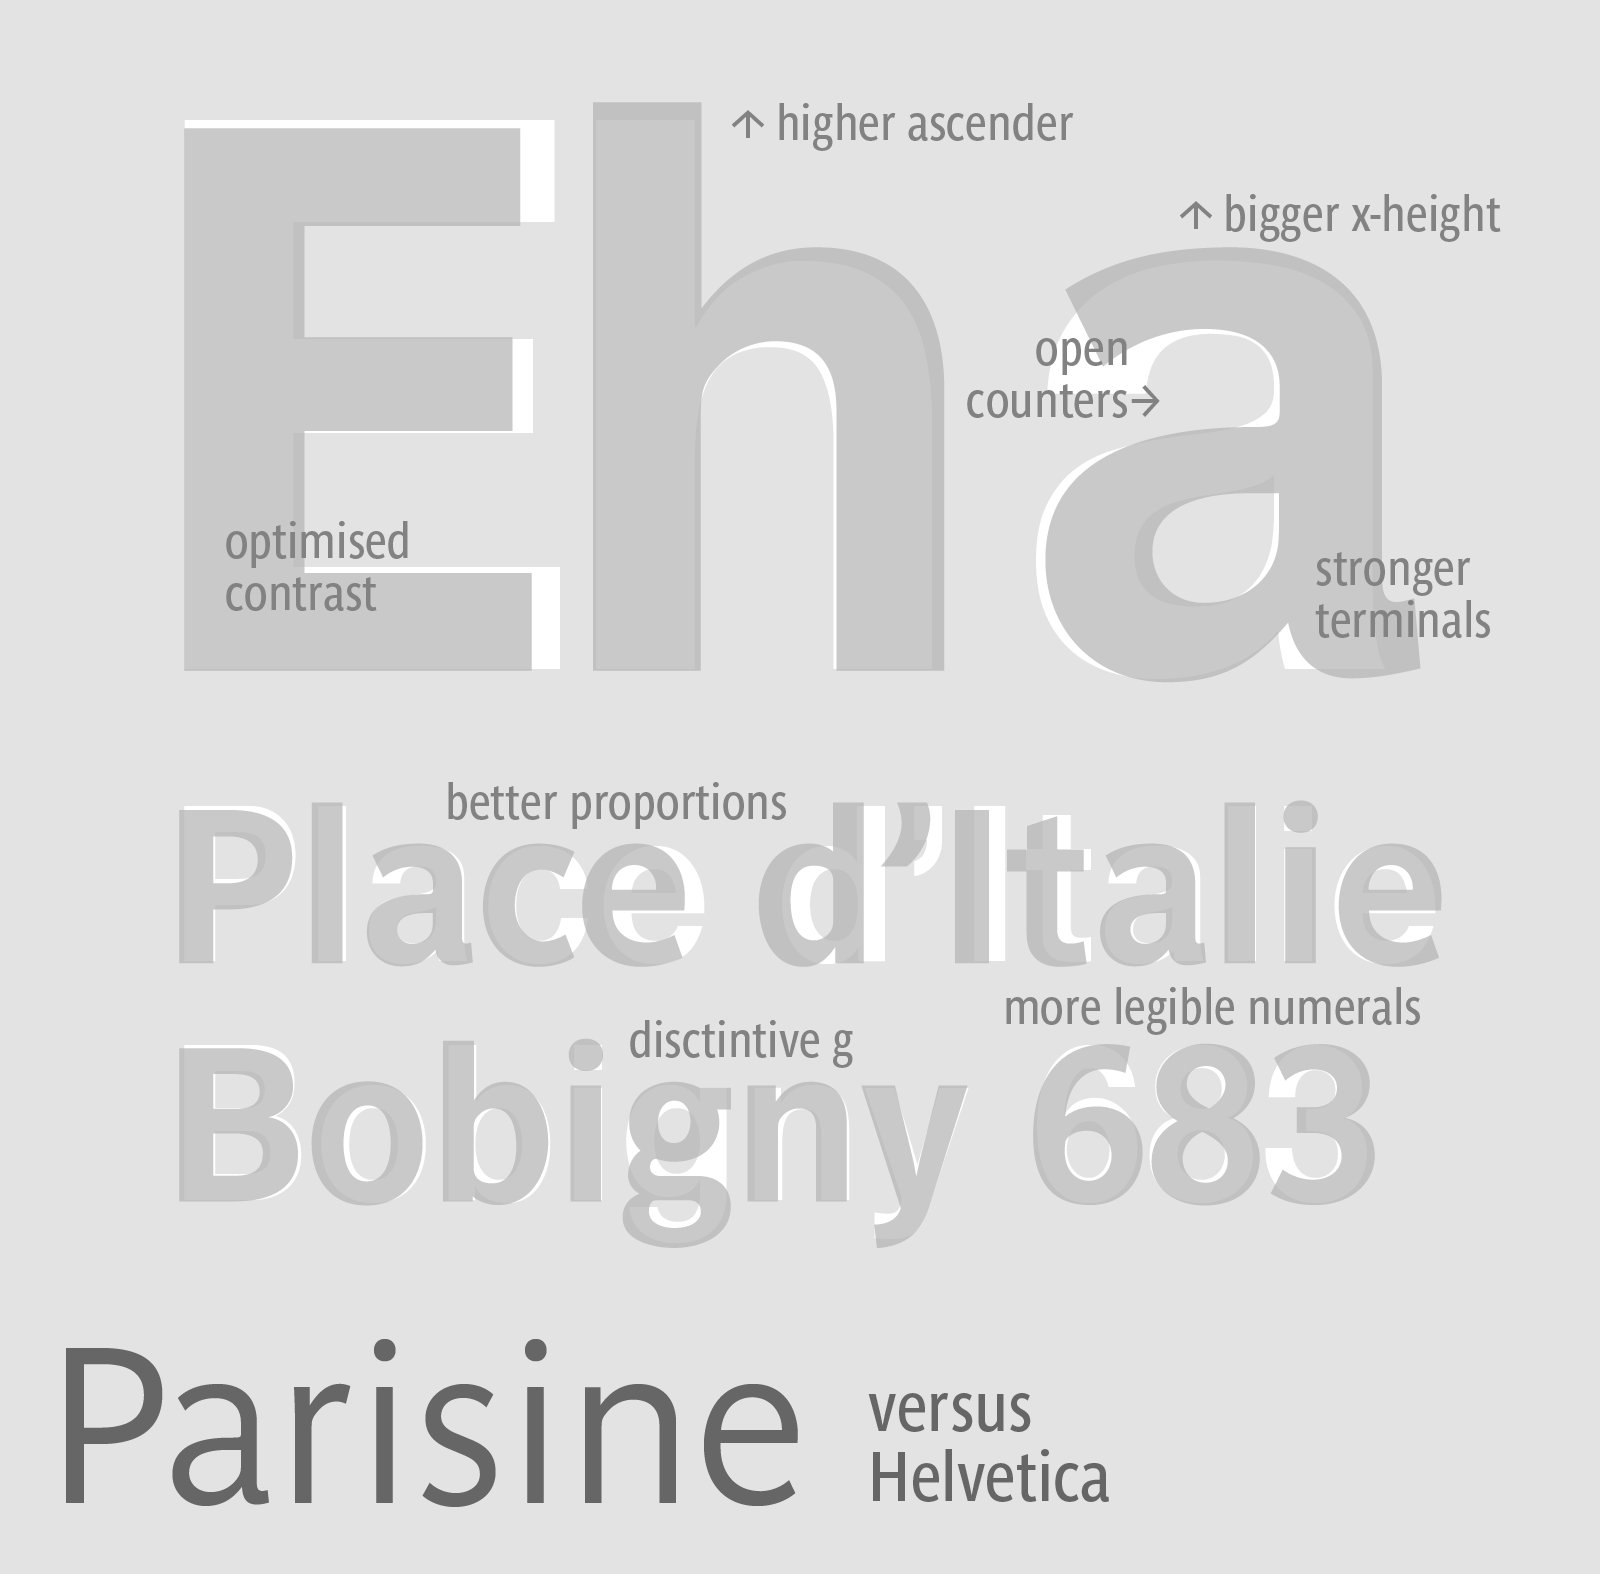 Eha
↑ higher ascender
↑ bigger x-height
open
counters→
optimised
contrast
stronger
terminals
better proportions
Place d’Italie
more legible numerals
disctintive g
Bobigny 683
Parisine
versus
Helvetica